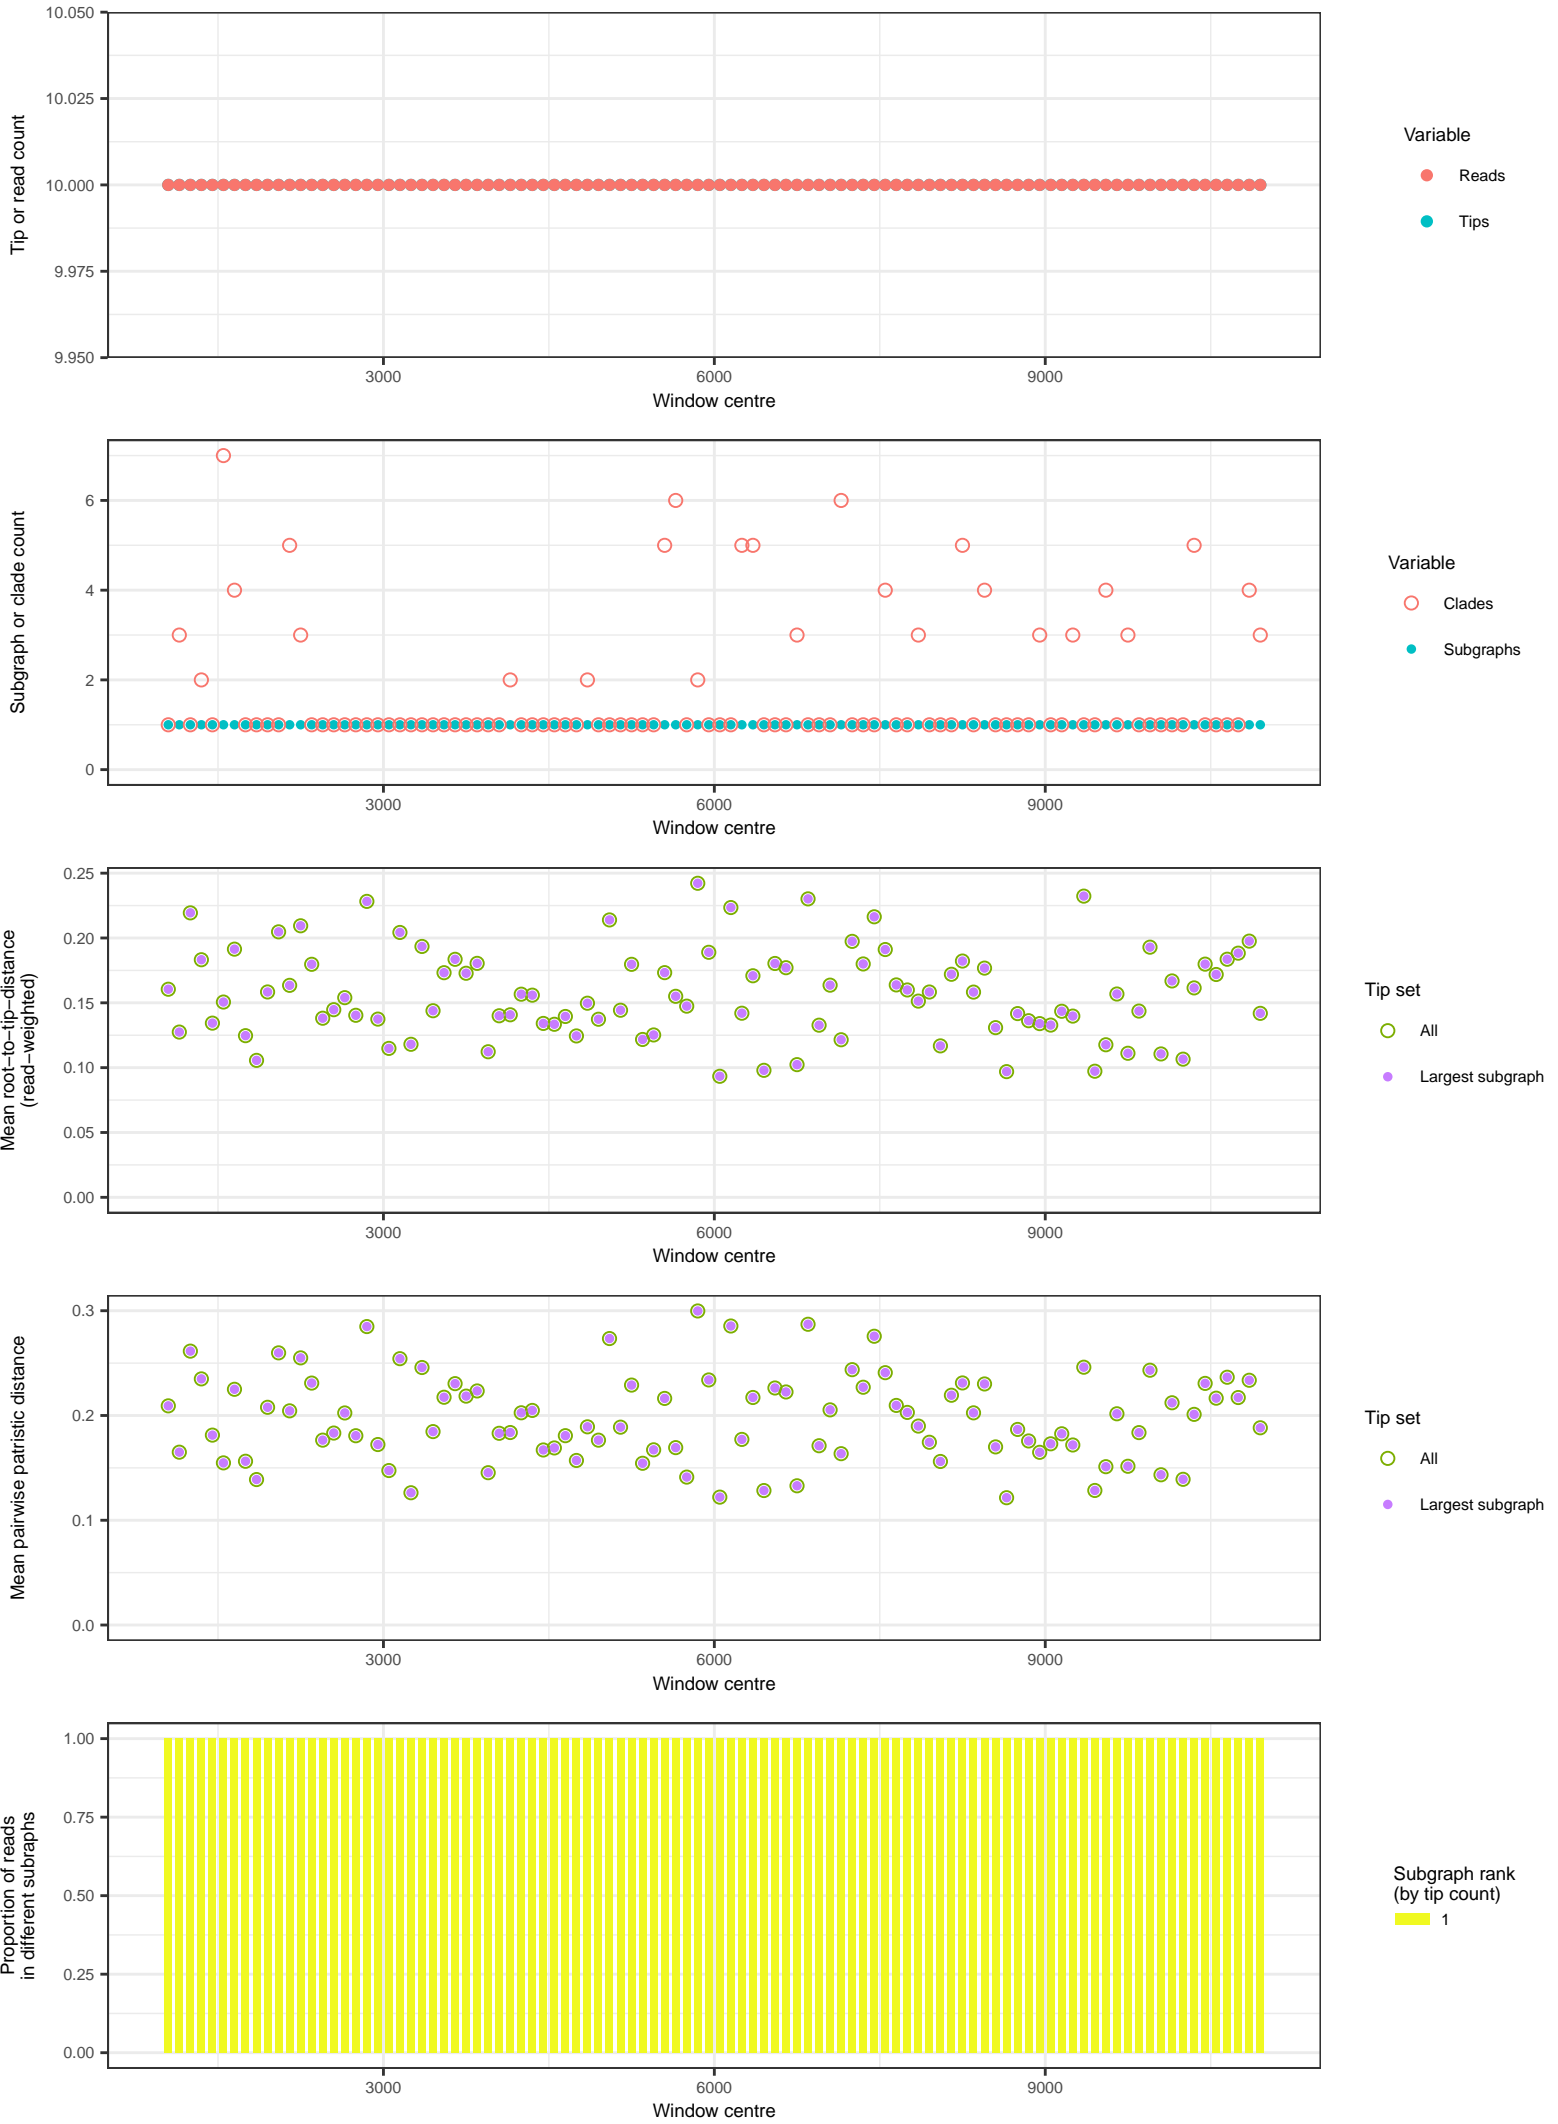 10.050
10.025
10.000
9.975
9.950
Tip or read count
3000 6000 9000
Window centre
Variable
Reads
Tips
6
4
2
0
Subgraph or clade count
3000 6000 9000
Window centre
Variable
Clades
Subgraphs
0.25
0.20
0.15
0.10
0.05
0.00
Mean root−to−tip−distance
(read−weighted)
3000 6000 9000
Window centre
Tip set
All
Largest subgraph
0.3
0.2
0.1
0.0
Mean pairwise patristic distance
3000 6000 9000
Window centre
Tip set
All
Largest subgraph
1.00
0.75
0.50
0.25
0.00
Proportion of reads
in different subraphs
3000 6000 9000
Window centre
Subgraph rank
(by tip count)
1